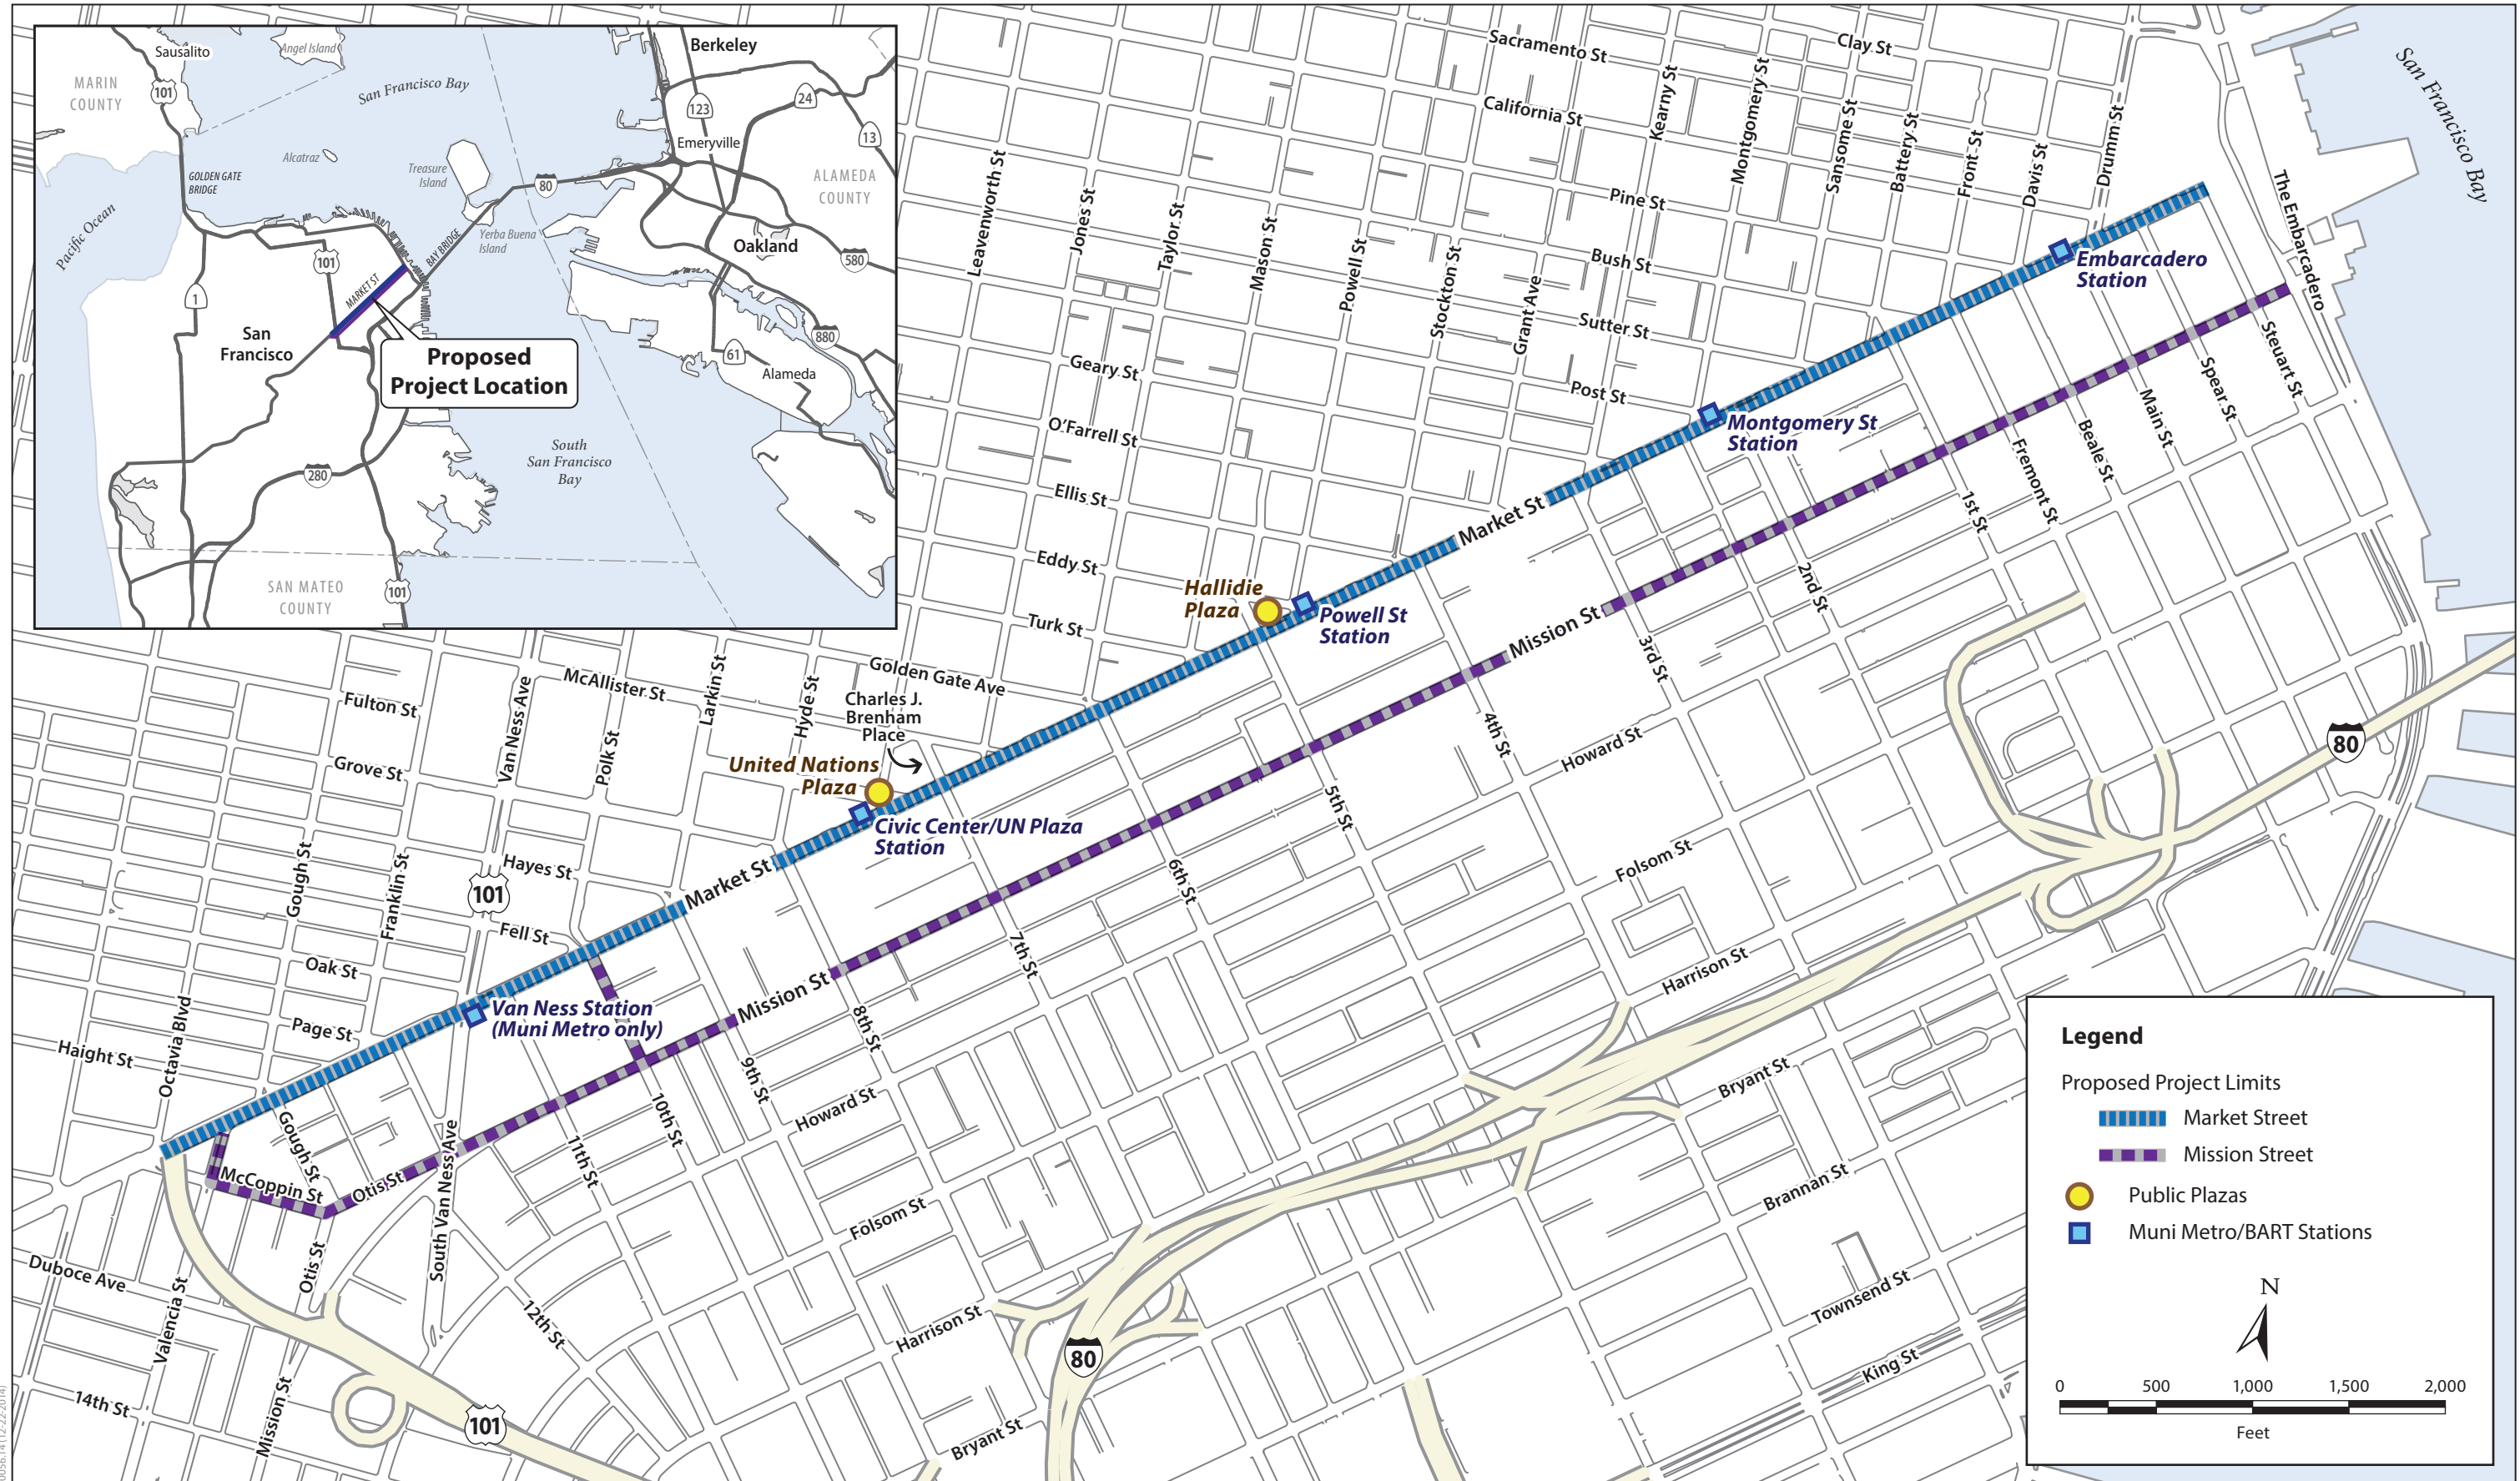 Sausalito
Angel Island
Berkeley
MARIN
COUNTY
101
San Francisco Bay
123
24
13
Emeryville
Alcatraz
Treasure
Island
GOLDEN GATE
BRIDGE
80
ALAMEDA
COUNTY
Pacific Ocean
Yerba Buena
Island
BAY BRIDGE
Oakland
101
580
1
MARKET ST
San
Francisco
880
61
Alameda
Proposed
Project Location
South
San Francisco
Bay
280
SAN MATEO
COUNTY
101
Sacramento St
Clay St
San Francisco Bay
California St
Kearny St
Montgomery St
Sansome St
Battery St
Front St
Davis St
Drumm St
The Embarcadero
Leavenworth St
Jones St
Taylor St
Mason St
Powell St
Stockton St
Grant Ave
Pine St
Bush St
Sutter St
Post St
Geary St
O'Farrell St
Ellis St
Eddy St
Turk St
Golden Gate Ave
Embarcadero
Station
Montgomery St
Station
Steuart St
Spear St
Main St
Beale St
Fremont St
1st St
2nd St
3rd St
4th St
5th St
6th St
7th St
8th St
9th St
10th St
11th St
12th St
Market St
Mission St
Hallidie
Plaza
Powell St
Station
Howard St
Folsom St
Harrison St
Bryant St
Brannan St
Townsend St
King St
80
McAllister St
Fulton St
Grove St
Van Ness Ave
Polk St
Larkin St
Hyde St
Charles J.
Brenham
Place
United Nations
Plaza
Civic Center/UN Plaza
Station
Market St
Mission St
Hayes St
101
Fell St
Oak St
Page St
Haight St
Gough St
Franklin St
Octavia Blvd
Van Ness Station
(Muni Metro only)
Gough St
McCoppin St
Otis St
South Van Ness Ave
Howard St
Folsom St
Harrison St
Bryant St
80
Duboce Ave
Valencia St
Otis St
14th St
Mission St
101
Legend
Proposed Project Limits
Market Street
Mission Street
Public Plazas
Muni Metro/BART Stations
N
0 500 1,000 1,500 2,000
Feet